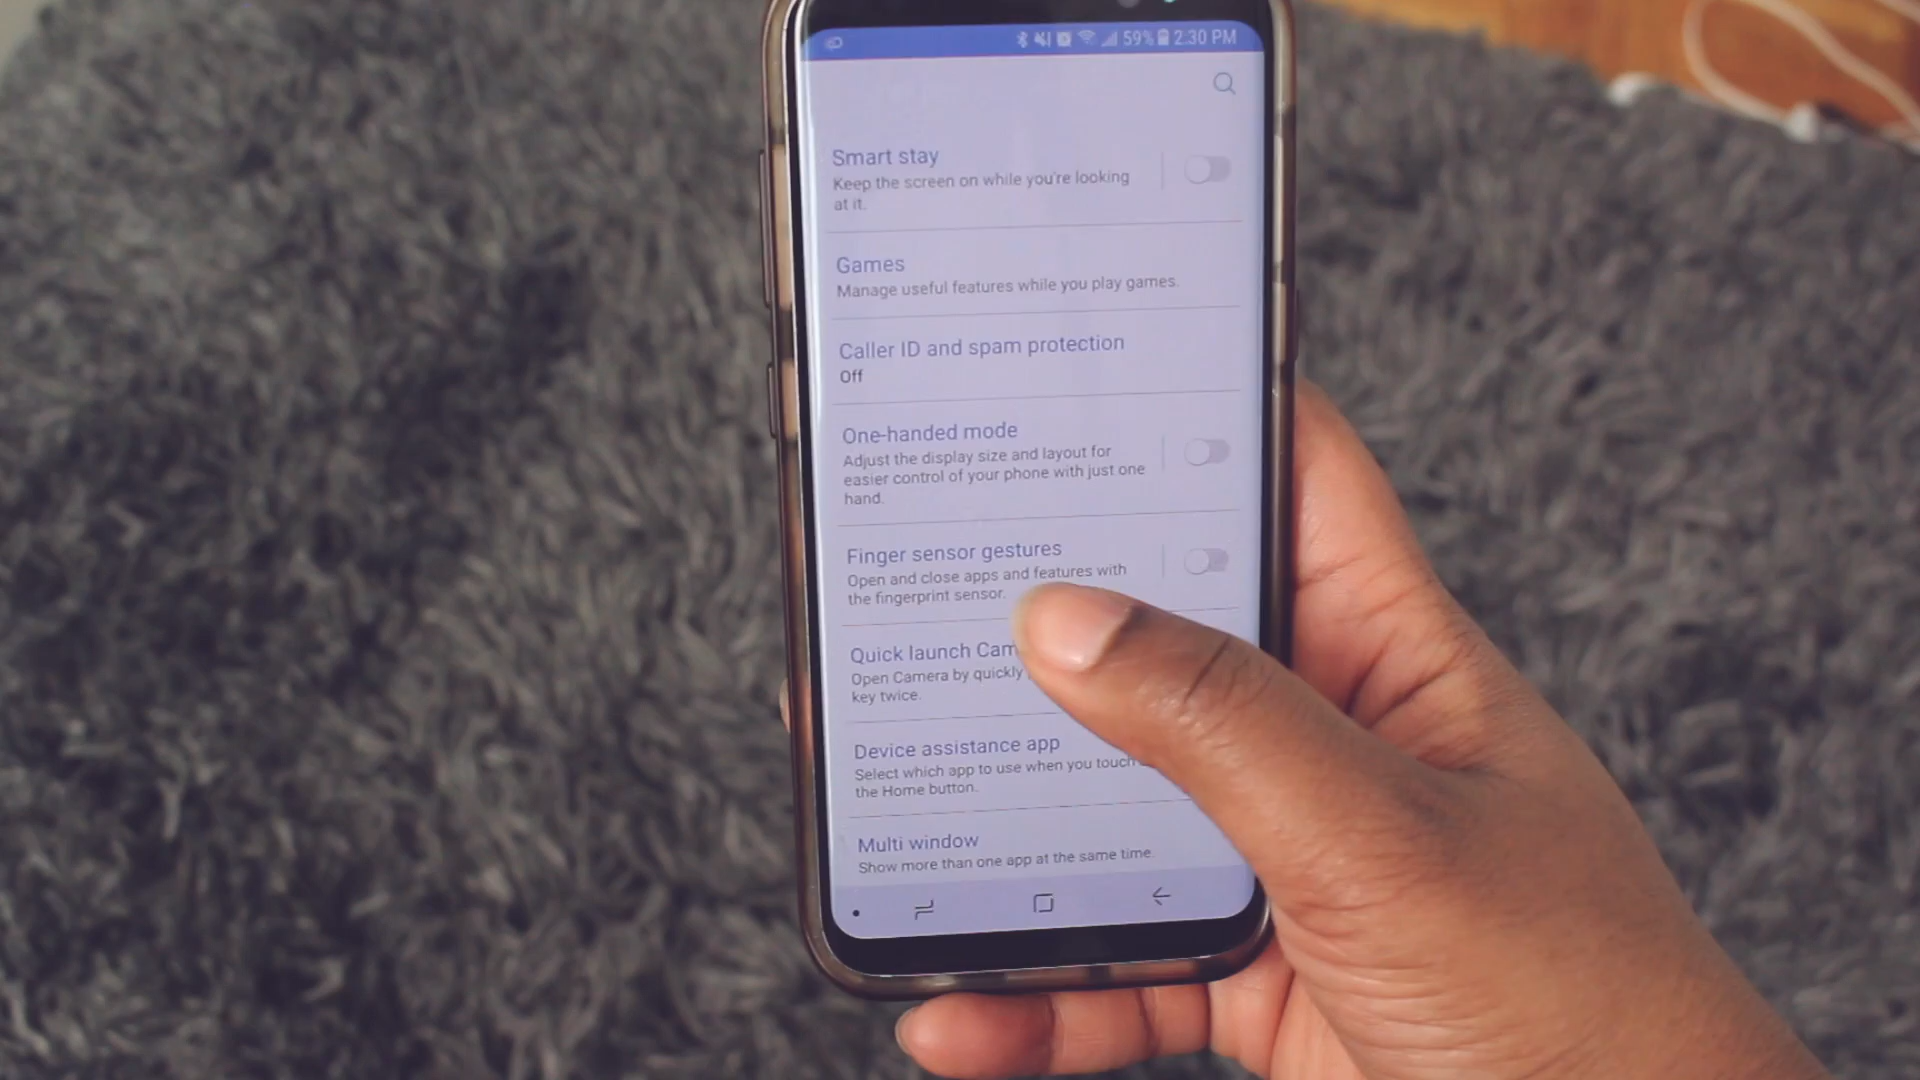 59% 2:30 PM
Smart stay
Keep the screen on while you're looking
at it.
Games
Manage useful features while you play games.
Caller ID and spam protection
Off
One-handed mode
Adjust the display size and layout for
easier control of your phone with just one
hand.
Finger sensor gestures
Open and close apps and features with
the fingerprint sensor.
Quick launch
Open Camera by quickly
key twice.
Device assistance app
Select which app to use when you touch
the Home button.
Multi window
Show more than one app at the same time.